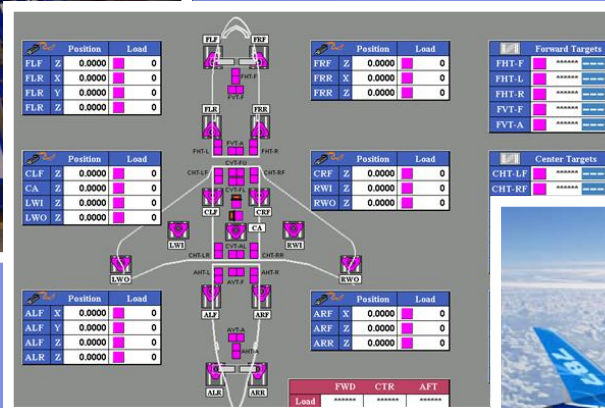 Position Load
FLF Z 0.0000 0
FLR X 0.0000 0
FLR Y 0.0000 0
FLR Z 0.0000 0
Position Load
FRF Z 0.0000 0
FRR X 0.0000 0
FRR Z 0.0000 0
Forward Targets
FHT-F ****** ---
FHT-L ****** ---
FHT-R ****** ---
FVT-F ****** ---
FVT-A ****** ---
FLF FRF
FHT-F
FVT-F
FLR FRR
FVT-A
FHT-L FHT-R
Position Load
CLF Z 0.0000 0
CA Z 0.0000 0
LWI Z 0.0000 0
LWO Z 0.0000 0
Position Load
CRF Z 0.0000 0
RWI Z 0.0000 0
RWO Z 0.0000 0
Center Targets
CHT-LF ****** ---
CHT-RF ****** ---
CHT-LF CHT-RF
CVT-FL
CLF CRF
CA
LWI RWI
CVT-AL
CHT-LR CHT-RR
LWO RWO
AHT-L AHT-R
AVT-F
Position Load
ALF X 0.0000 0
ALF Y 0.0000 0
ALF Z 0.0000 0
ALR Z 0.0000 0
Position Load
ARF X 0.0000 0
ARF Z 0.0000 0
ARR Z 0.0000 0
ALF ARF
AVT-A
AHT-A
ALR ARR
FWD CTR AFT
Load ****** ****** ******
787